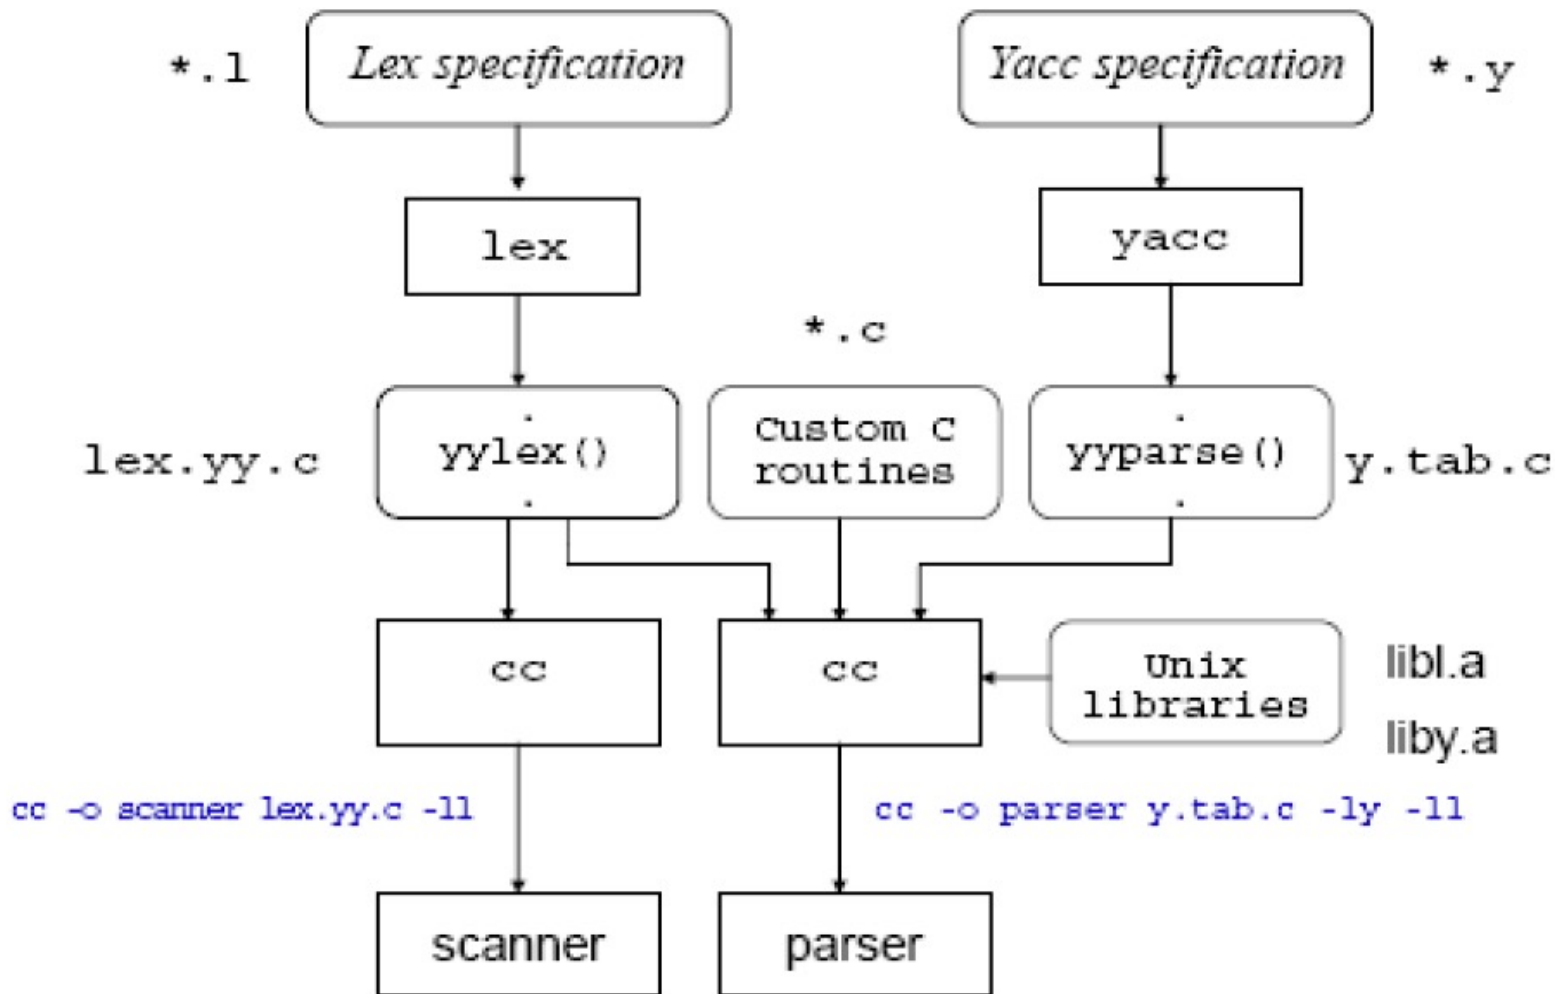 *.l
Lex specification
Yacc specification
*.y
lex
yacc
*.c
.
yylex()
.
lex.yy.c
Custom C
routines
.
yyparse()
.
y.tab.c
cc
cc
Unix
libraries
libl.a
liby.a
cc -o scanner lex.yy.c -ll
cc -o parser y.tab.c -ly -ll
scanner
parser